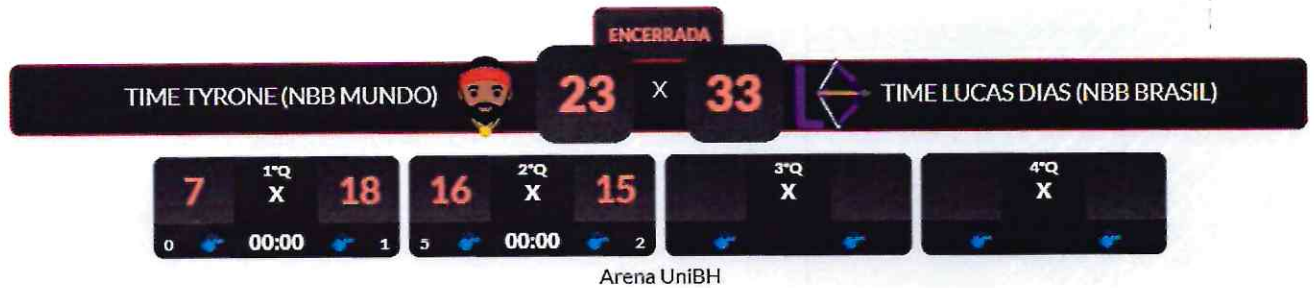 ENCERRADA
TIME TYRONE (NBB MUNDO) 23 X 33 TIME LUCAS DIAS (NBB BRASIL)
1ºQ 2ºQ 3ºQ 4ºQ
7 X 18 16 X 15 X X
0 00:00 1 5 00:00 2
Arena UniBH